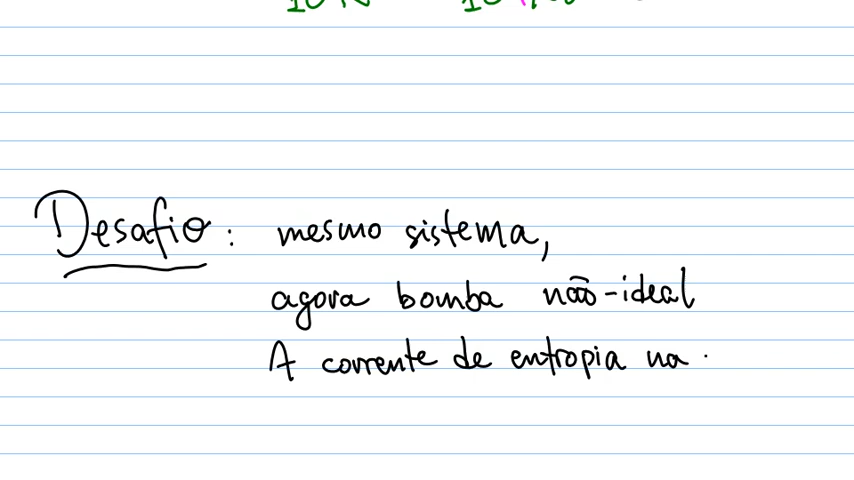 Desafio: mesmo sistema,
agora bomba não-ideal
A corrente de entropia na